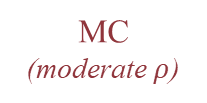 MC
(moderate ρ)